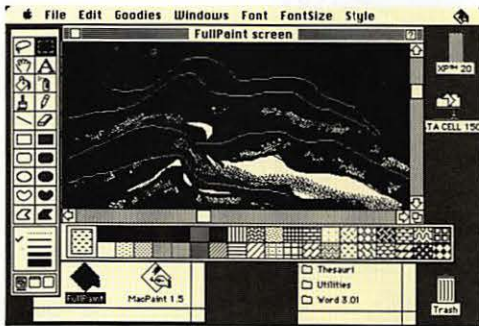 File Edit Goodies Windows Font FontSize Style
FullPaint screen
XP™ 20
TA CELL 150
FullPaint
MacPaint 1.5
Thesauri
Utilities
Word 3.01
Trash